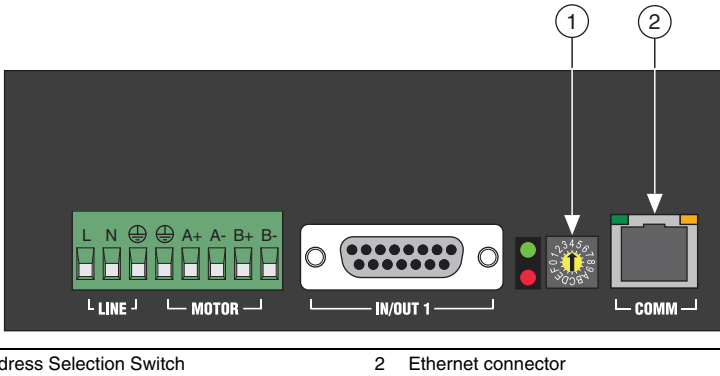 1 2
L N A+ A- B+ B-
0123456789ABCDEF
LINE MOTOR IN/OUT 1 COMM
dress Selection Switch 2 Ethernet connector